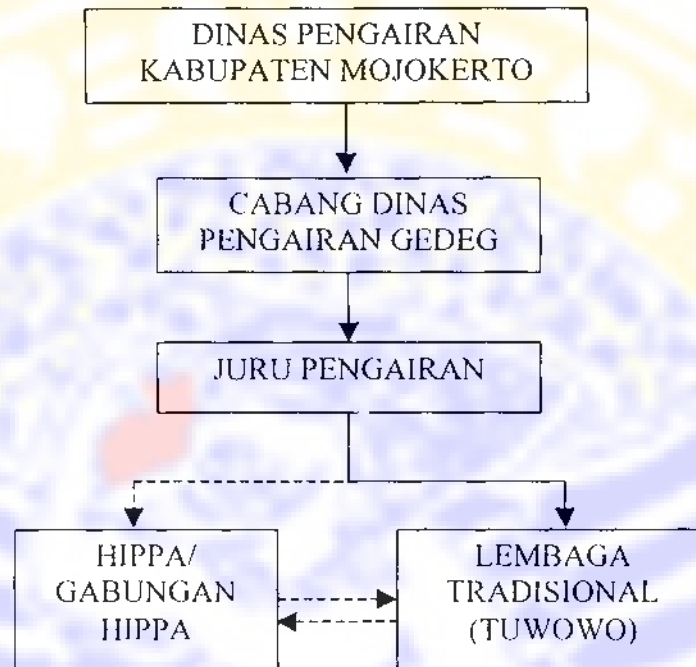 DINAS PENGAIRAN
KABUPATEN MOJOKERTO
CABANG DINAS
PENGAIRAN GEDEG
JURU PENGAIRAN
HIPPA/
GABUNGAN
HIPPA
LEMBAGA
TRADISIONAL
(TUWOWO)